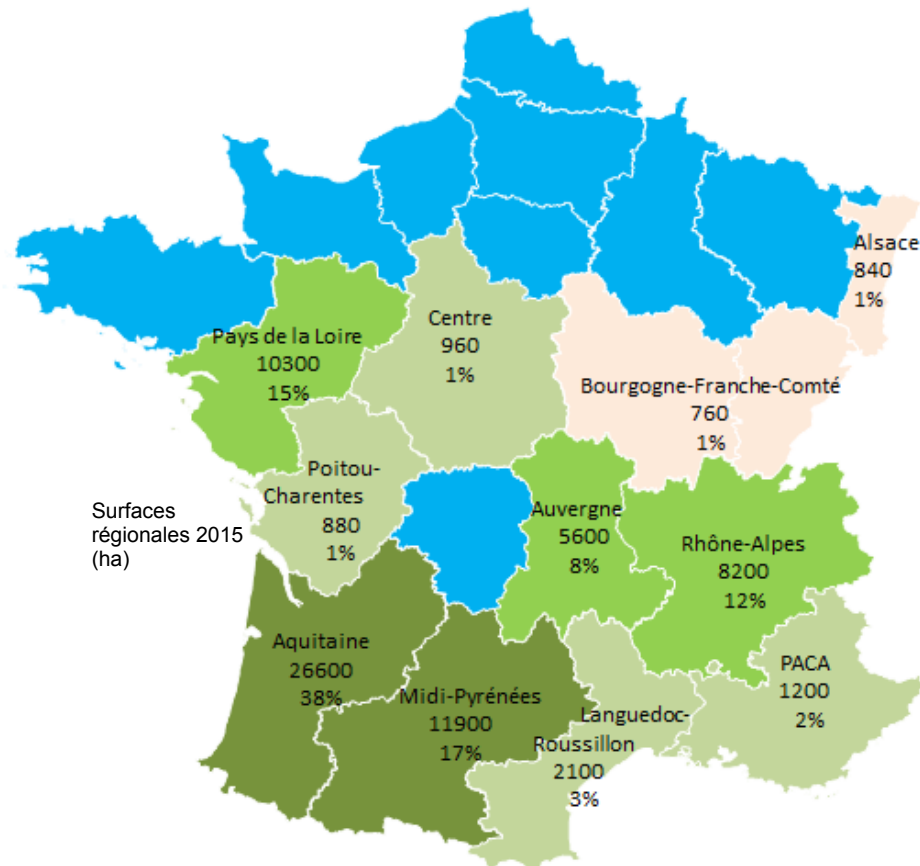 Alsace
840
1%
Centre
960
1%
Pays de la Loire
10300
15%
Bourgogne-Franche-Comté
760
1%
Poitou-
Charentes
880
1%
Surfaces
régionales 2015
(ha)
Auvergne
5600
8%
Rhône-Alpes
8200
12%
Aquitaine
26600
38%
Midi-Pyrénées
11900
17%
Languedoc-
Roussillon
2100
3%
PACA
1200
2%